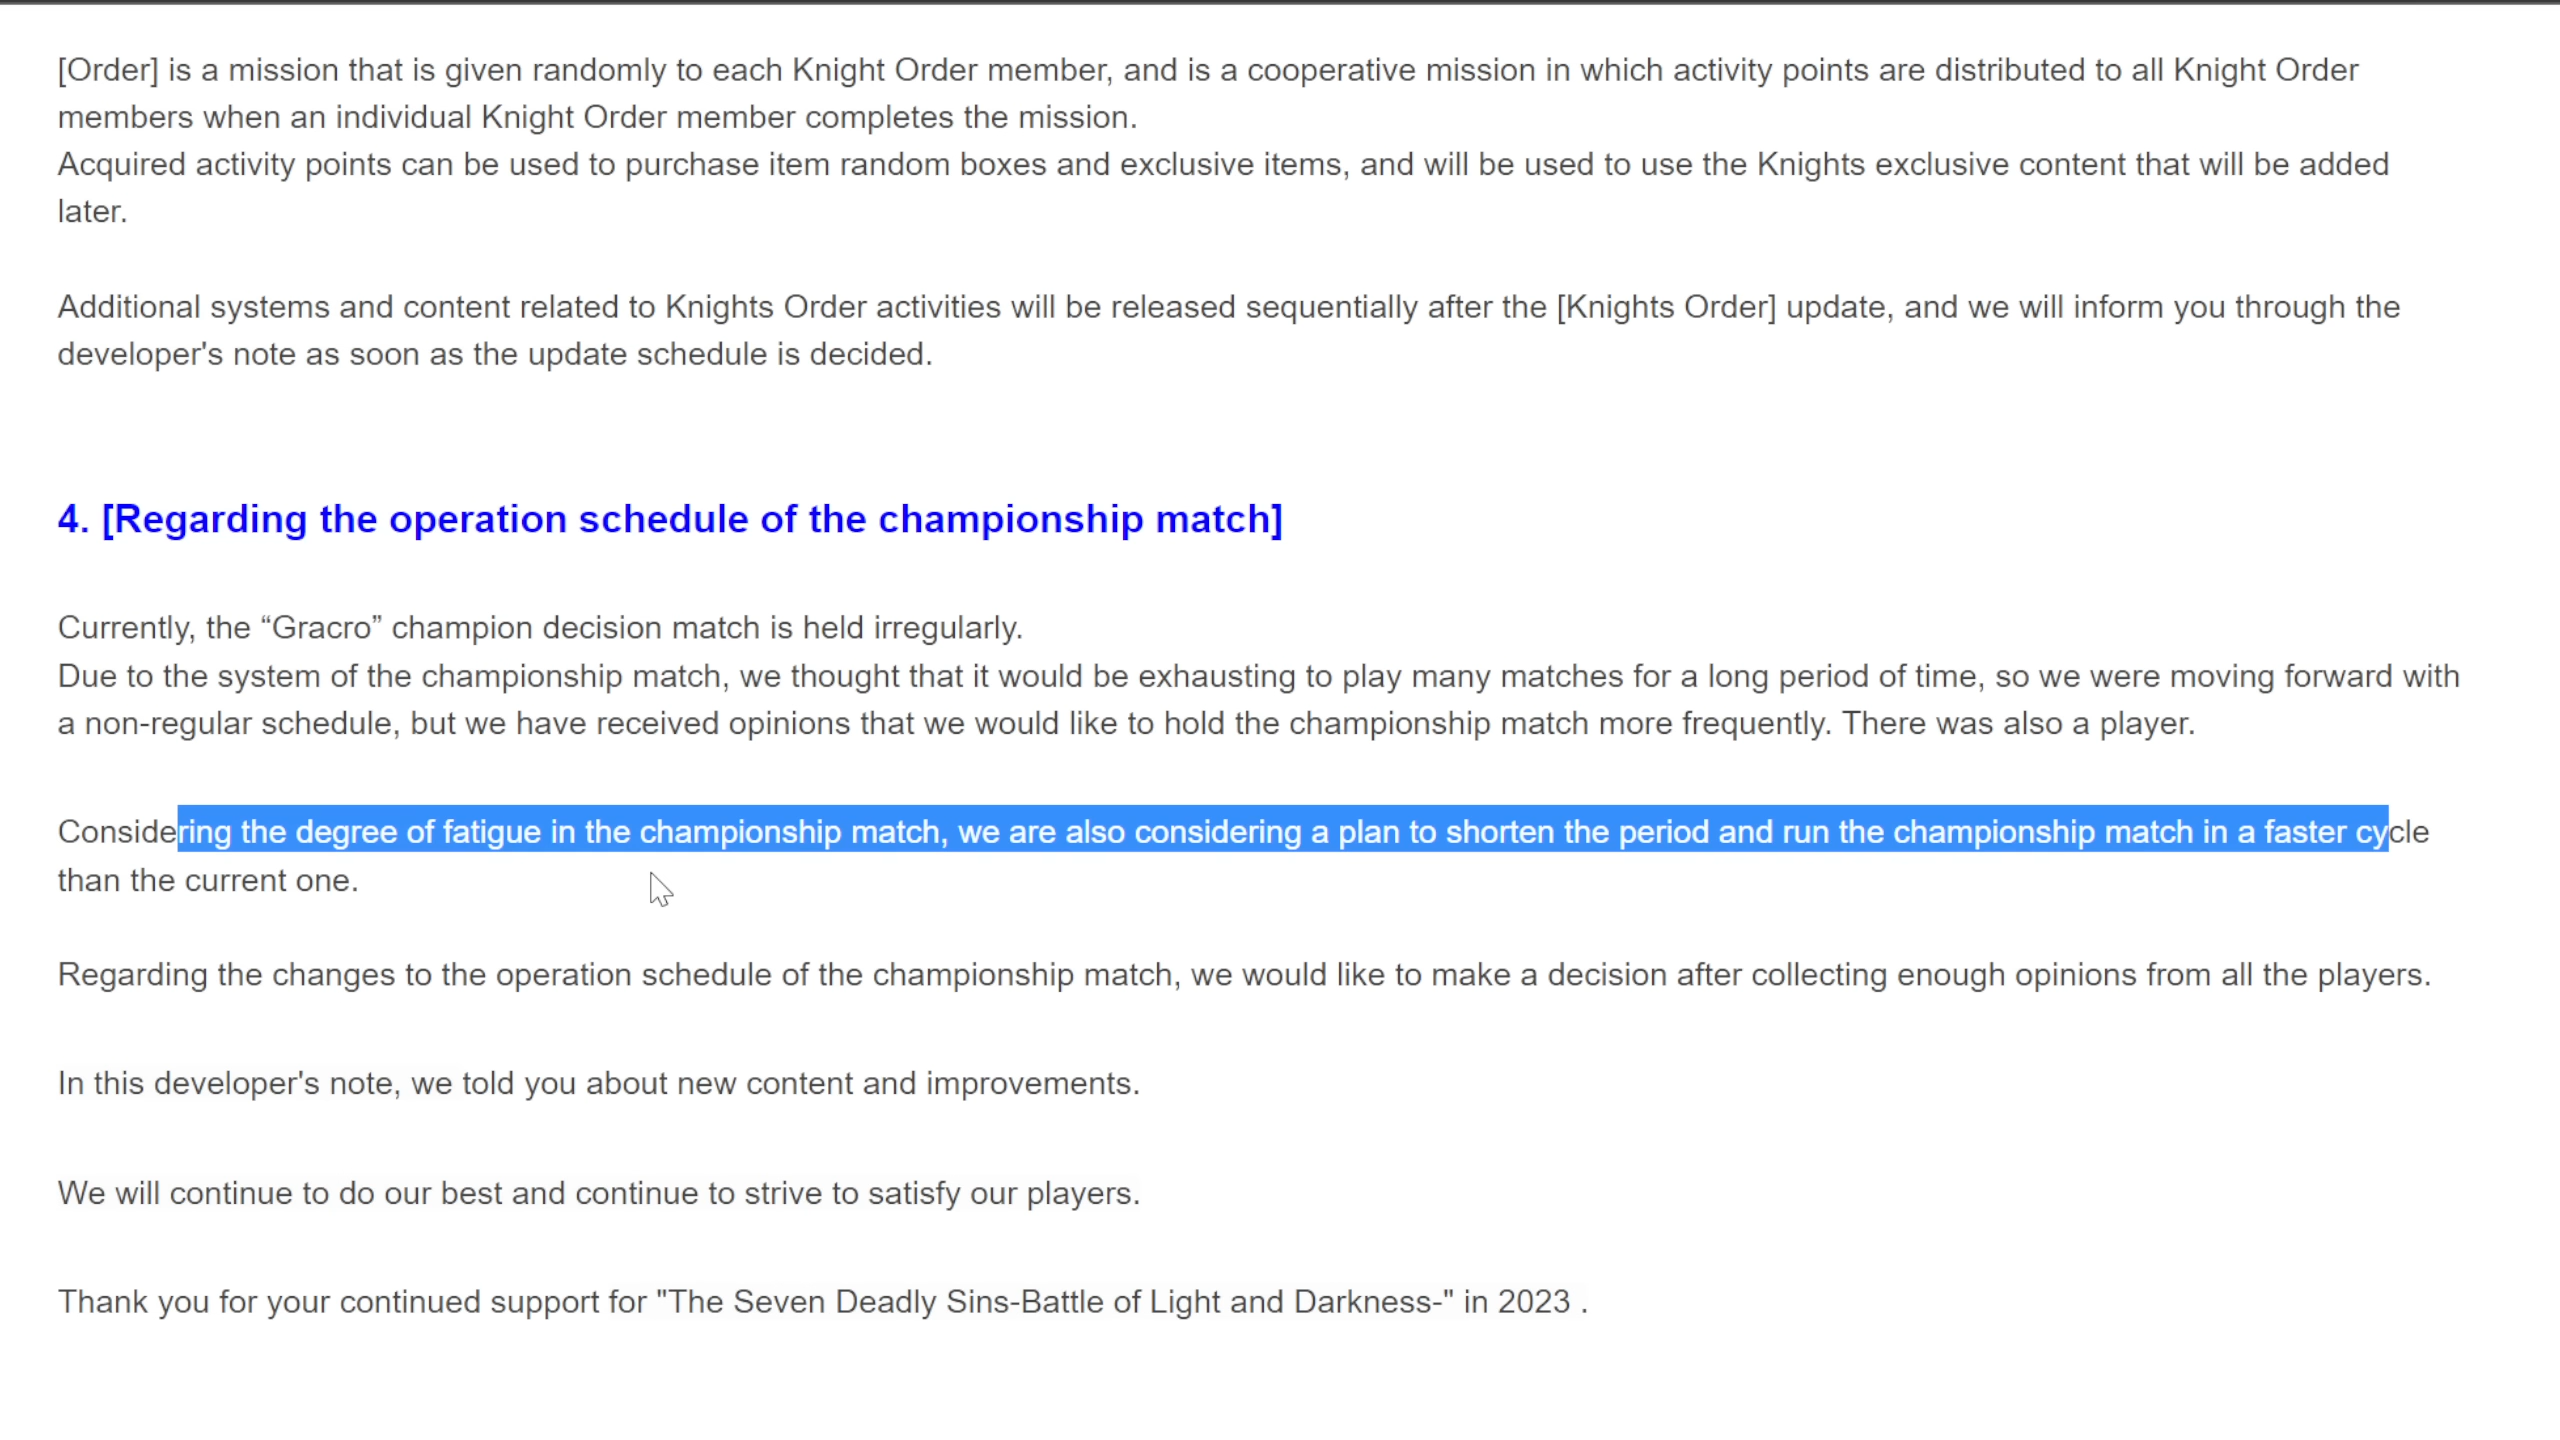 [Order] is a mission that is given randomly to each Knight Order member, and is a cooperative mission in which activity points are distributed to all Knight Order
members when an individual Knight Order member completes the mission.
Acquired activity points can be used to purchase item random boxes and exclusive items, and will be used to use the Knights exclusive content that will be added
later.
Additional systems and content related to Knights Order activities will be released sequentially after the [Knights Order] update, and we will inform you through the
developer's note as soon as the update schedule is decided.
4. [Regarding the operation schedule of the championship match]
Currently, the “Gracro” champion decision match is held irregularly.
Due to the system of the championship match, we thought that it would be exhausting to play many matches for a long period of time, so we were moving forward with
a non-regular schedule, but we have received opinions that we would like to hold the championship match more frequently. There was also a player.
Considering the degree of fatigue in the championship match, we are also considering a plan to shorten the period and run the championship match in a faster cycle
than the current one.
Regarding the changes to the operation schedule of the championship match, we would like to make a decision after collecting enough opinions from all the players.
In this developer's note, we told you about new content and improvements.
We will continue to do our best and continue to strive to satisfy our players.
Thank you for your continued support for "The Seven Deadly Sins-Battle of Light and Darkness-" in 2023 .